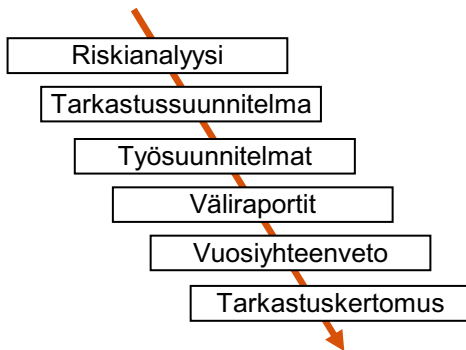 Riskianalyysi
Tarkastussuunnitelma
Työsuunnitelmat
Väliraportit
Vuosiyhteenveto
Tarkastuskertomus